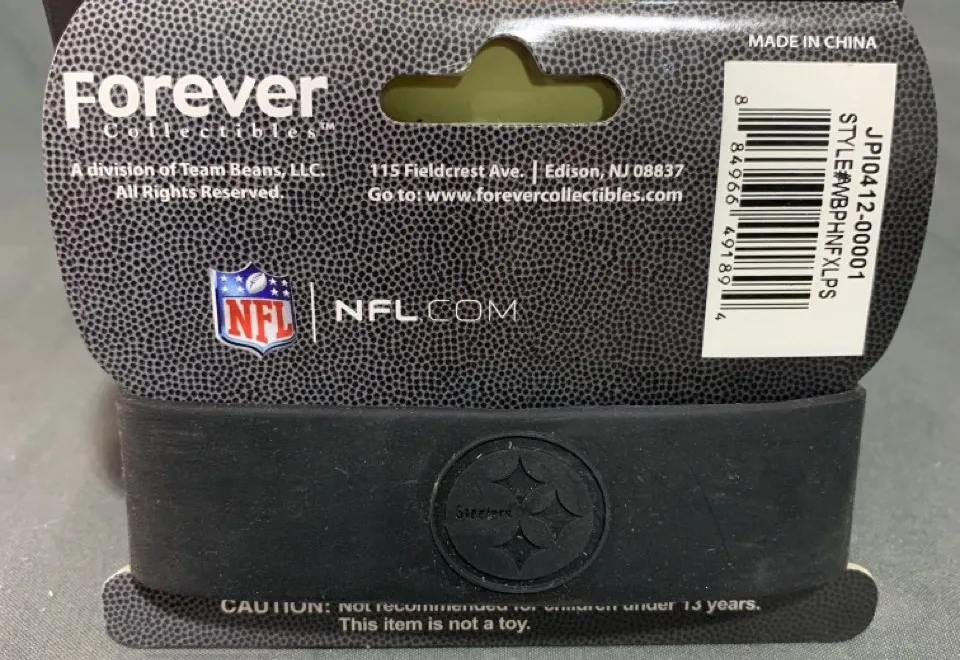 MADE IN CHINA
Forever
Collectibles™
A division of Team Beans, LLC.
All Rights Reserved.
115 Fieldcrest Ave. | Edison, NJ 08837
Go to: www.forevercollectibles.com
JPI0412-00001
STYLE#WBPHNFXLPS
8 84966 49189 4
NFL
NFL.COM
Steelers
CAUTION: Not recommended for children under 13 years.
This item is not a toy.